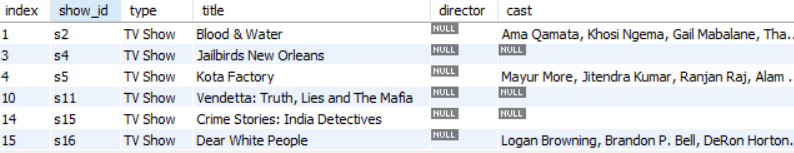 index show_id type title director cast
1 s2 TV Show Blood & Water NULL Ama Qamata, Khosi Ngema, Gail Mabalane, Tha...
3 s4 TV Show Jailbirds New Orleans NULL NULL
4 s5 TV Show Kota Factory NULL Mayur More, Jitendra Kumar, Ranjan Raj, Alam ...
10 s11 TV Show Vendetta: Truth, Lies and The Mafia NULL NULL
14 s15 TV Show Crime Stories: India Detectives NULL NULL
15 s16 TV Show Dear White People NULL Logan Browning, Brandon P. Bell, DeRon Horton...